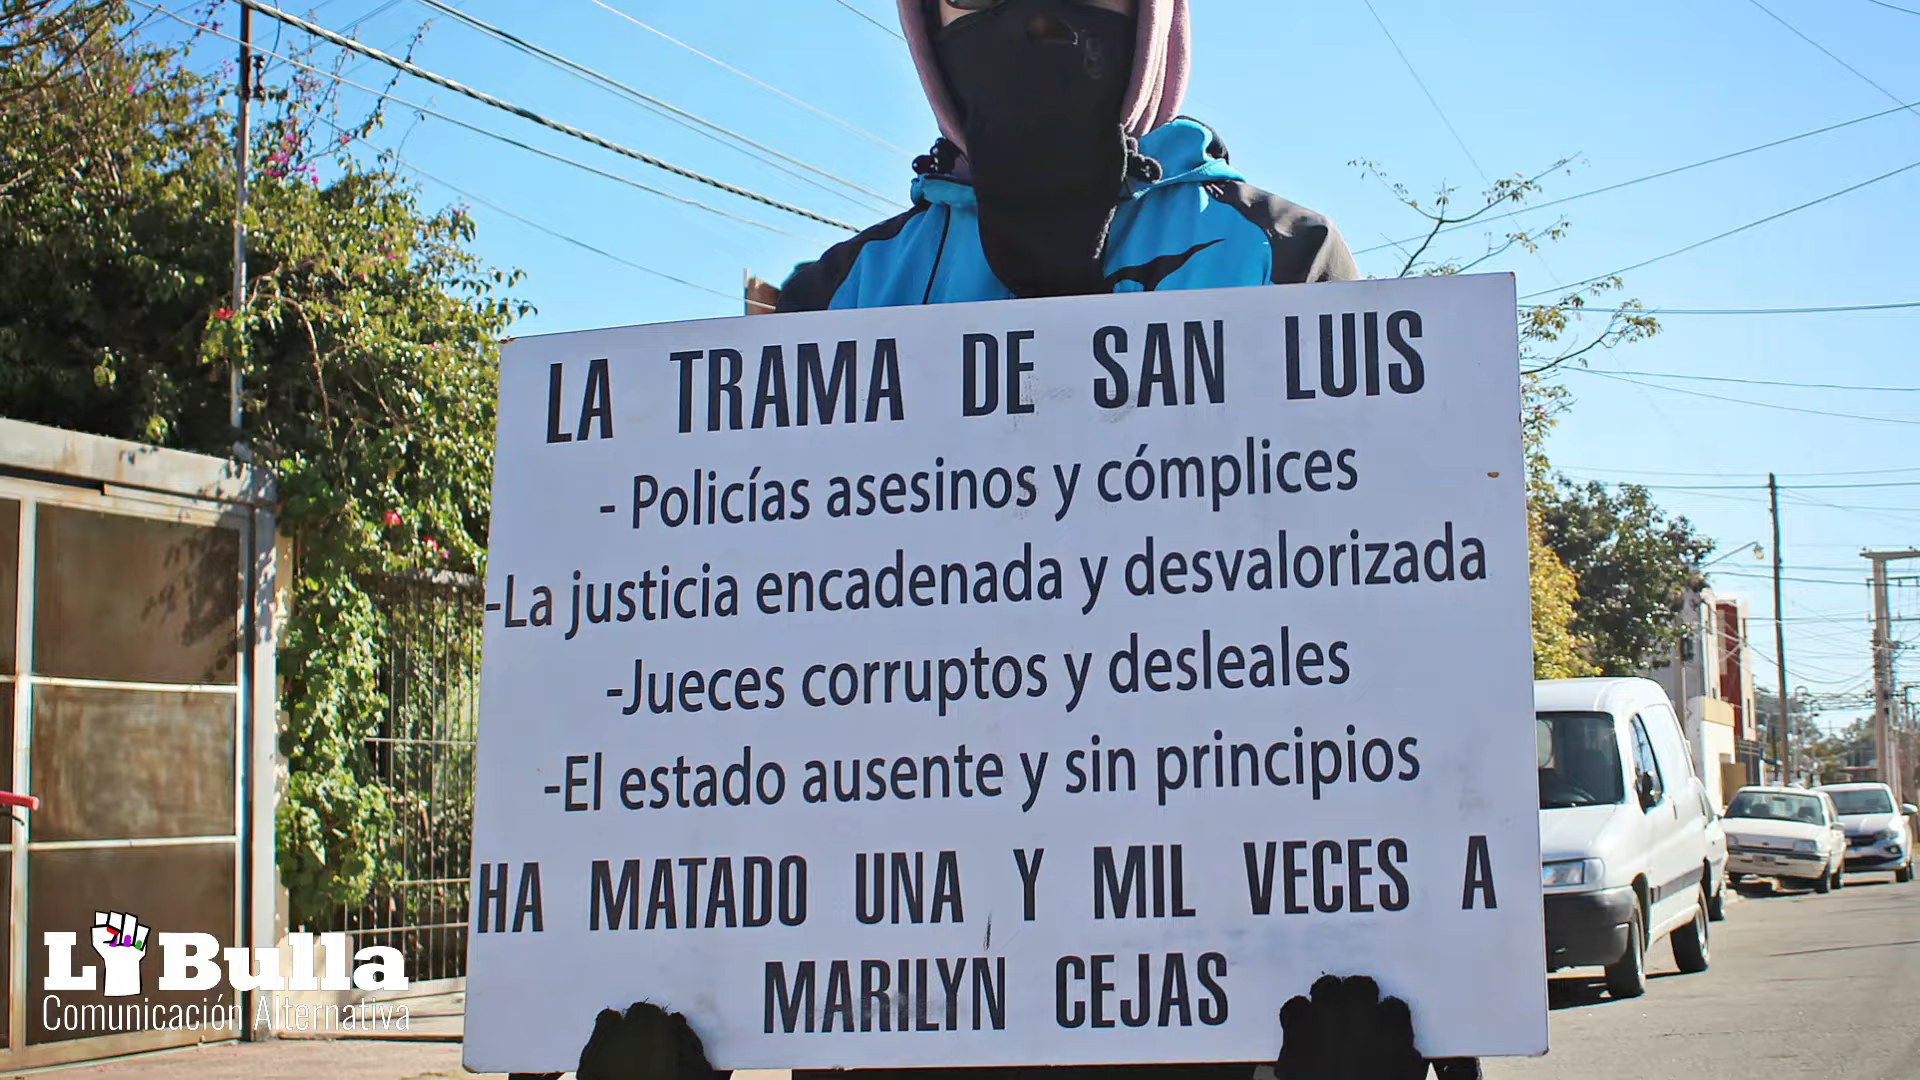 LA TRAMA DE SAN LUIS
- Policías asesinos y cómplices
-La justicia encadenada y desvalorizada
-Jueces corruptos y desleales
-El estado ausente y sin principios
HA MATADO UNA Y MIL VECES A
MARILYN CEJAS
La Bulla
Comunicación Alternativa